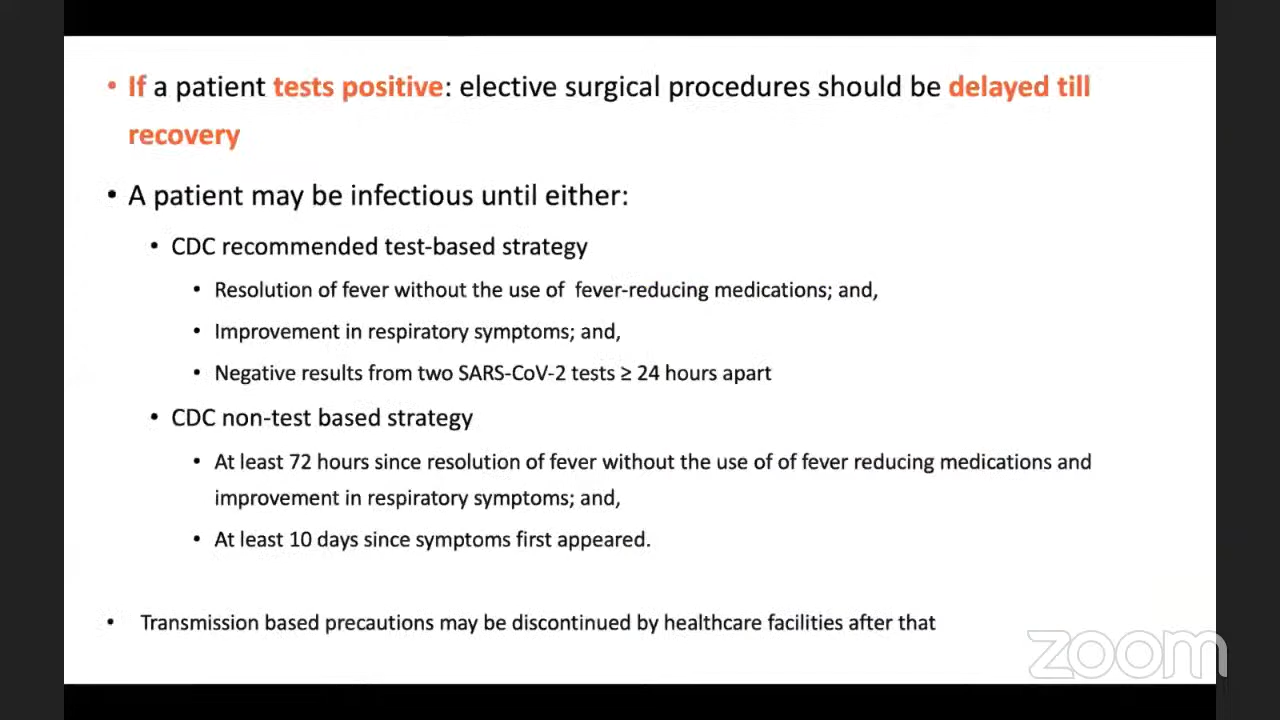 • If a patient tests positive: elective surgical procedures should be delayed till
recovery
• A patient may be infectious until either:
• CDC recommended test-based strategy
• Resolution of fever without the use of fever-reducing medications; and,
• Improvement in respiratory symptoms; and,
• Negative results from two SARS-CoV-2 tests ≥ 24 hours apart
• CDC non-test based strategy
• At least 72 hours since resolution of fever without the use of of fever reducing medications and
improvement in respiratory symptoms; and,
• At least 10 days since symptoms first appeared.
• Transmission based precautions may be discontinued by healthcare facilities after that
zoom